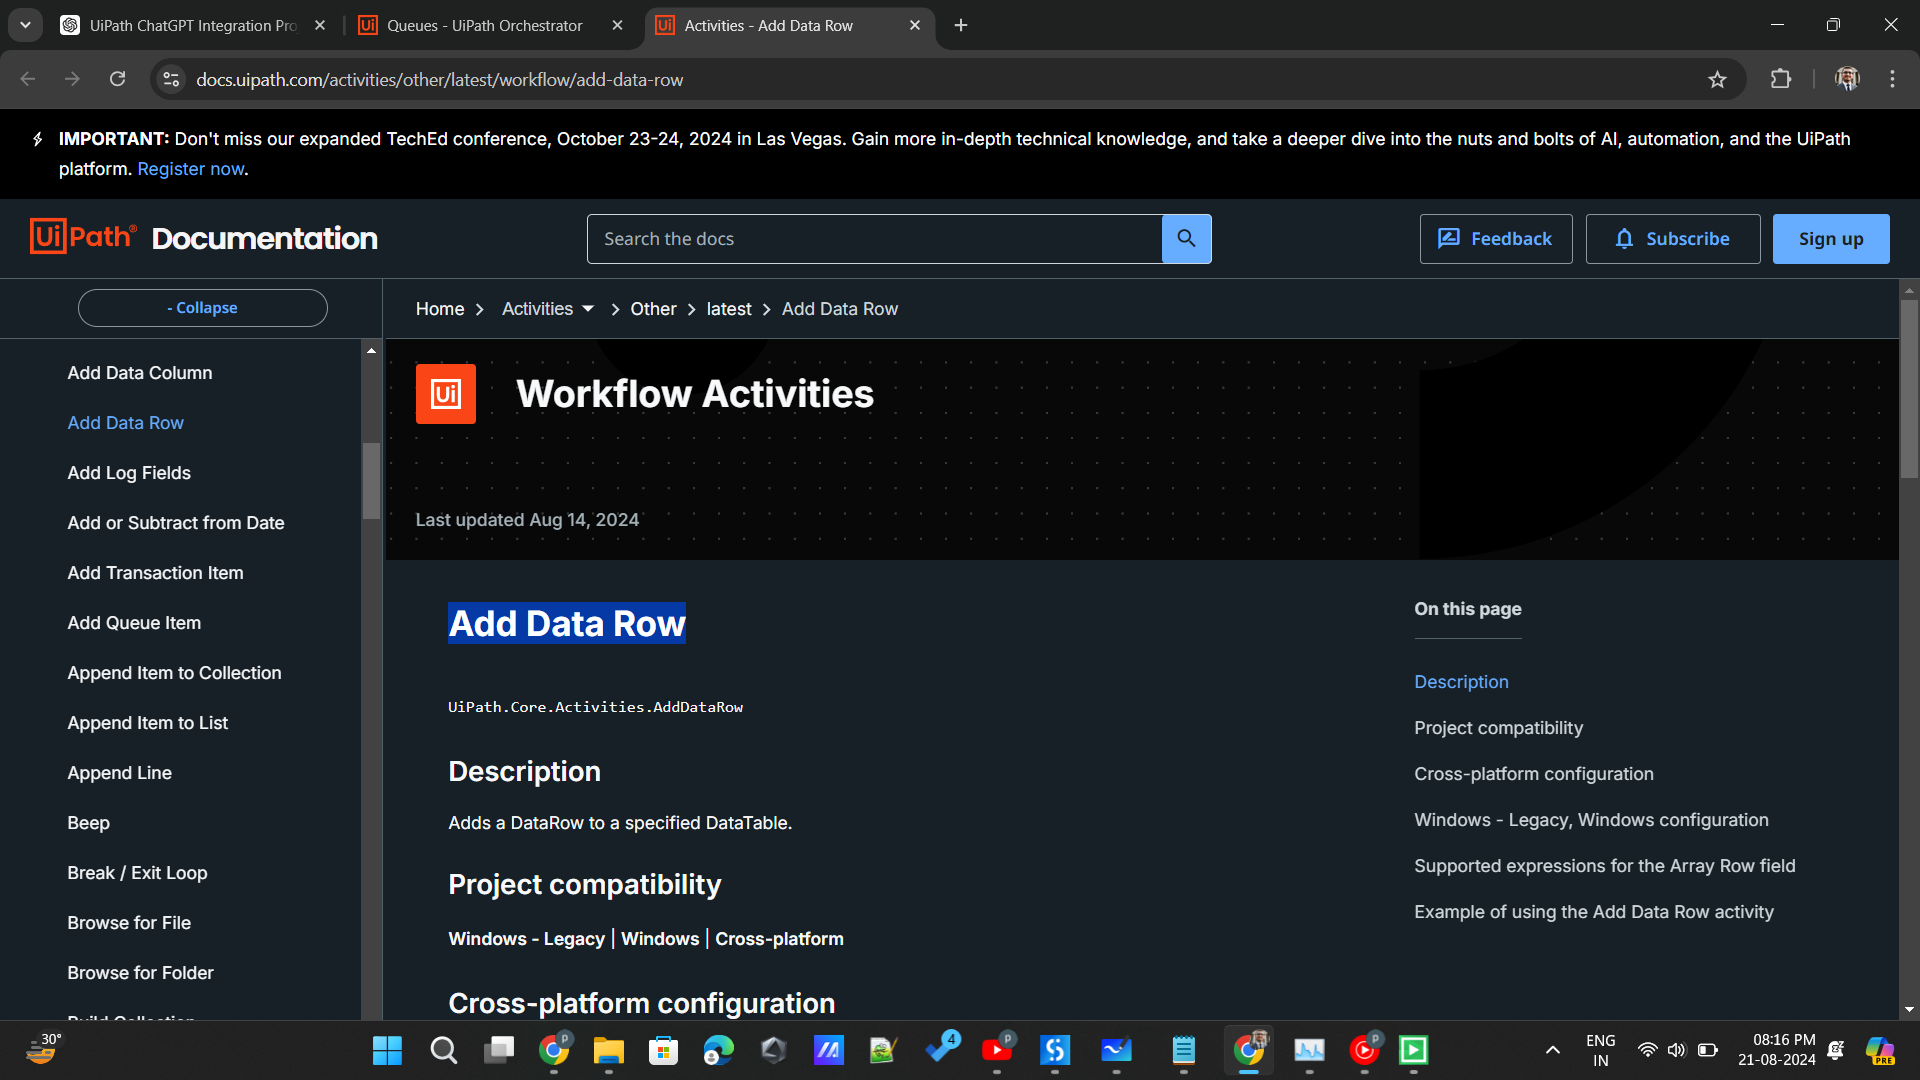 UiPath ChatGPT Integration Pro
Queues - UiPath Orchestrator
Activities - Add Data Row
docs.uipath.com/activities/other/latest/workflow/add-data-row
IMPORTANT: Don't miss our expanded TechEd conference, October 23-24, 2024 in Las Vegas. Gain more in-depth technical knowledge, and take a deeper dive into the nuts and bolts of AI, automation, and the UiPath
platform. Register now.
UiPath® Documentation
Search the docs
Feedback
Subscribe
Sign up
- Collapse
Home > Activities > Other > latest > Add Data Row
Add Data Column
Add Data Row
Add Log Fields
Add or Subtract from Date
Add Transaction Item
Add Queue Item
Append Item to Collection
Append Item to List
Append Line
Beep
Break / Exit Loop
Browse for File
Browse for Folder
Ui
Workflow Activities
Last updated Aug 14, 2024
Add Data Row
UiPath.Core.Activities.AddDataRow
Description
Adds a DataRow to a specified DataTable.
Project compatibility
Windows - Legacy | Windows | Cross-platform
Cross-platform configuration
On this page
Description
Project compatibility
Cross-platform configuration
Windows - Legacy, Windows configuration
Supported expressions for the Array Row field
Example of using the Add Data Row activity
30°
4
ENG
IN
08:16 PM
21-08-2024
PRE